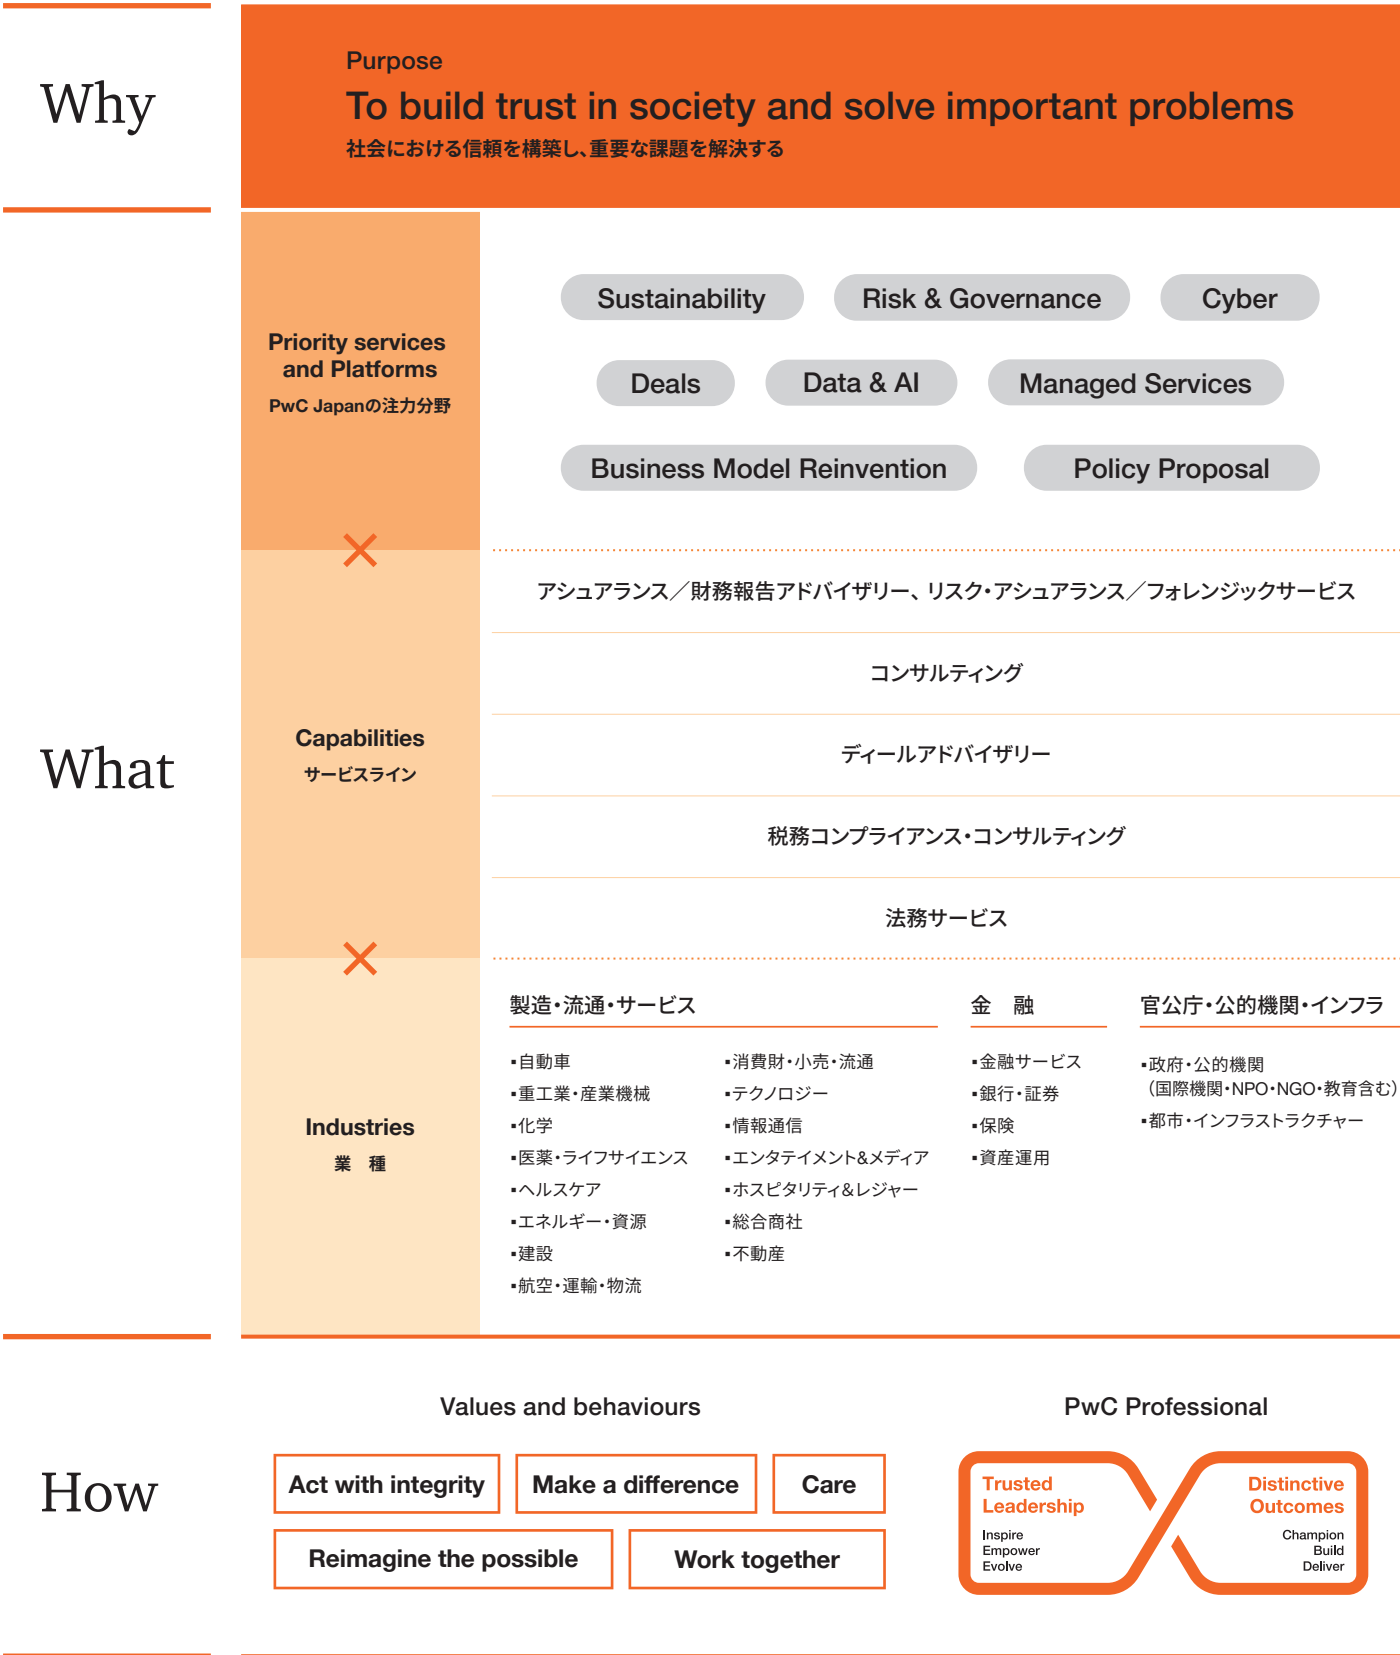 Why
Purpose
To build trust in society and solve important problems
社会における信頼を構築し、重要な課題を解決する
What
Priority services
and Platforms
PwC Japanの注力分野
Sustainability
Risk & Governance
Cyber
Deals
Data & AI
Managed Services
Business Model Reinvention
Policy Proposal
×
Capabilities
サービスライン
アシュアランス／財務報告アドバイザリー、リスク・アシュアランス／フォレンジックサービス
コンサルティング
ディールアドバイザリー
税務コンプライアンス・コンサルティング
法務サービス
×
Industries
業　種
製造・流通・サービス
▪自動車
▪重工業・産業機械
▪化学
▪医薬・ライフサイエンス
▪ヘルスケア
▪エネルギー・資源
▪建設
▪航空・運輸・物流
▪消費財・小売・流通
▪テクノロジー
▪情報通信
▪エンタテイメント&メディア
▪ホスピタリティ&レジャー
▪総合商社
▪不動産
金　融
▪金融サービス
▪銀行・証券
▪保険
▪資産運用
官公庁・公的機関・インフラ
▪政府・公的機関
（国際機関・NPO・NGO・教育含む）
▪都市・インフラストラクチャー
How
Values and behaviours
Act with integrity
Make a difference
Care
Reimagine the possible
Work together
PwC Professional
Trusted
Leadership
Inspire
Empower
Evolve
Distinctive
Outcomes
Champion
Build
Deliver